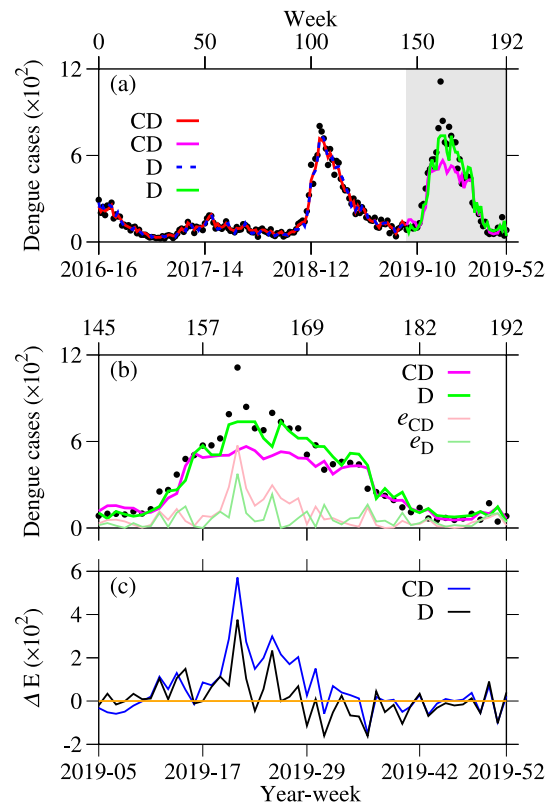 Week
0 50 100 150 192
12 (a)
CD
CD
6 D
D
0
Dengue cases (×10²)
2016-16 2017-14 2018-12 2019-10 2019-52
145 157 169 182 192
12 (b)
CD
D
e_CD
6 e_D
0
Dengue cases (×10²)
6 (c)
CD
4 D
2
0
-2
ΔE (×10²)
2019-05 2019-17 2019-29 2019-42 2019-52
Year-week